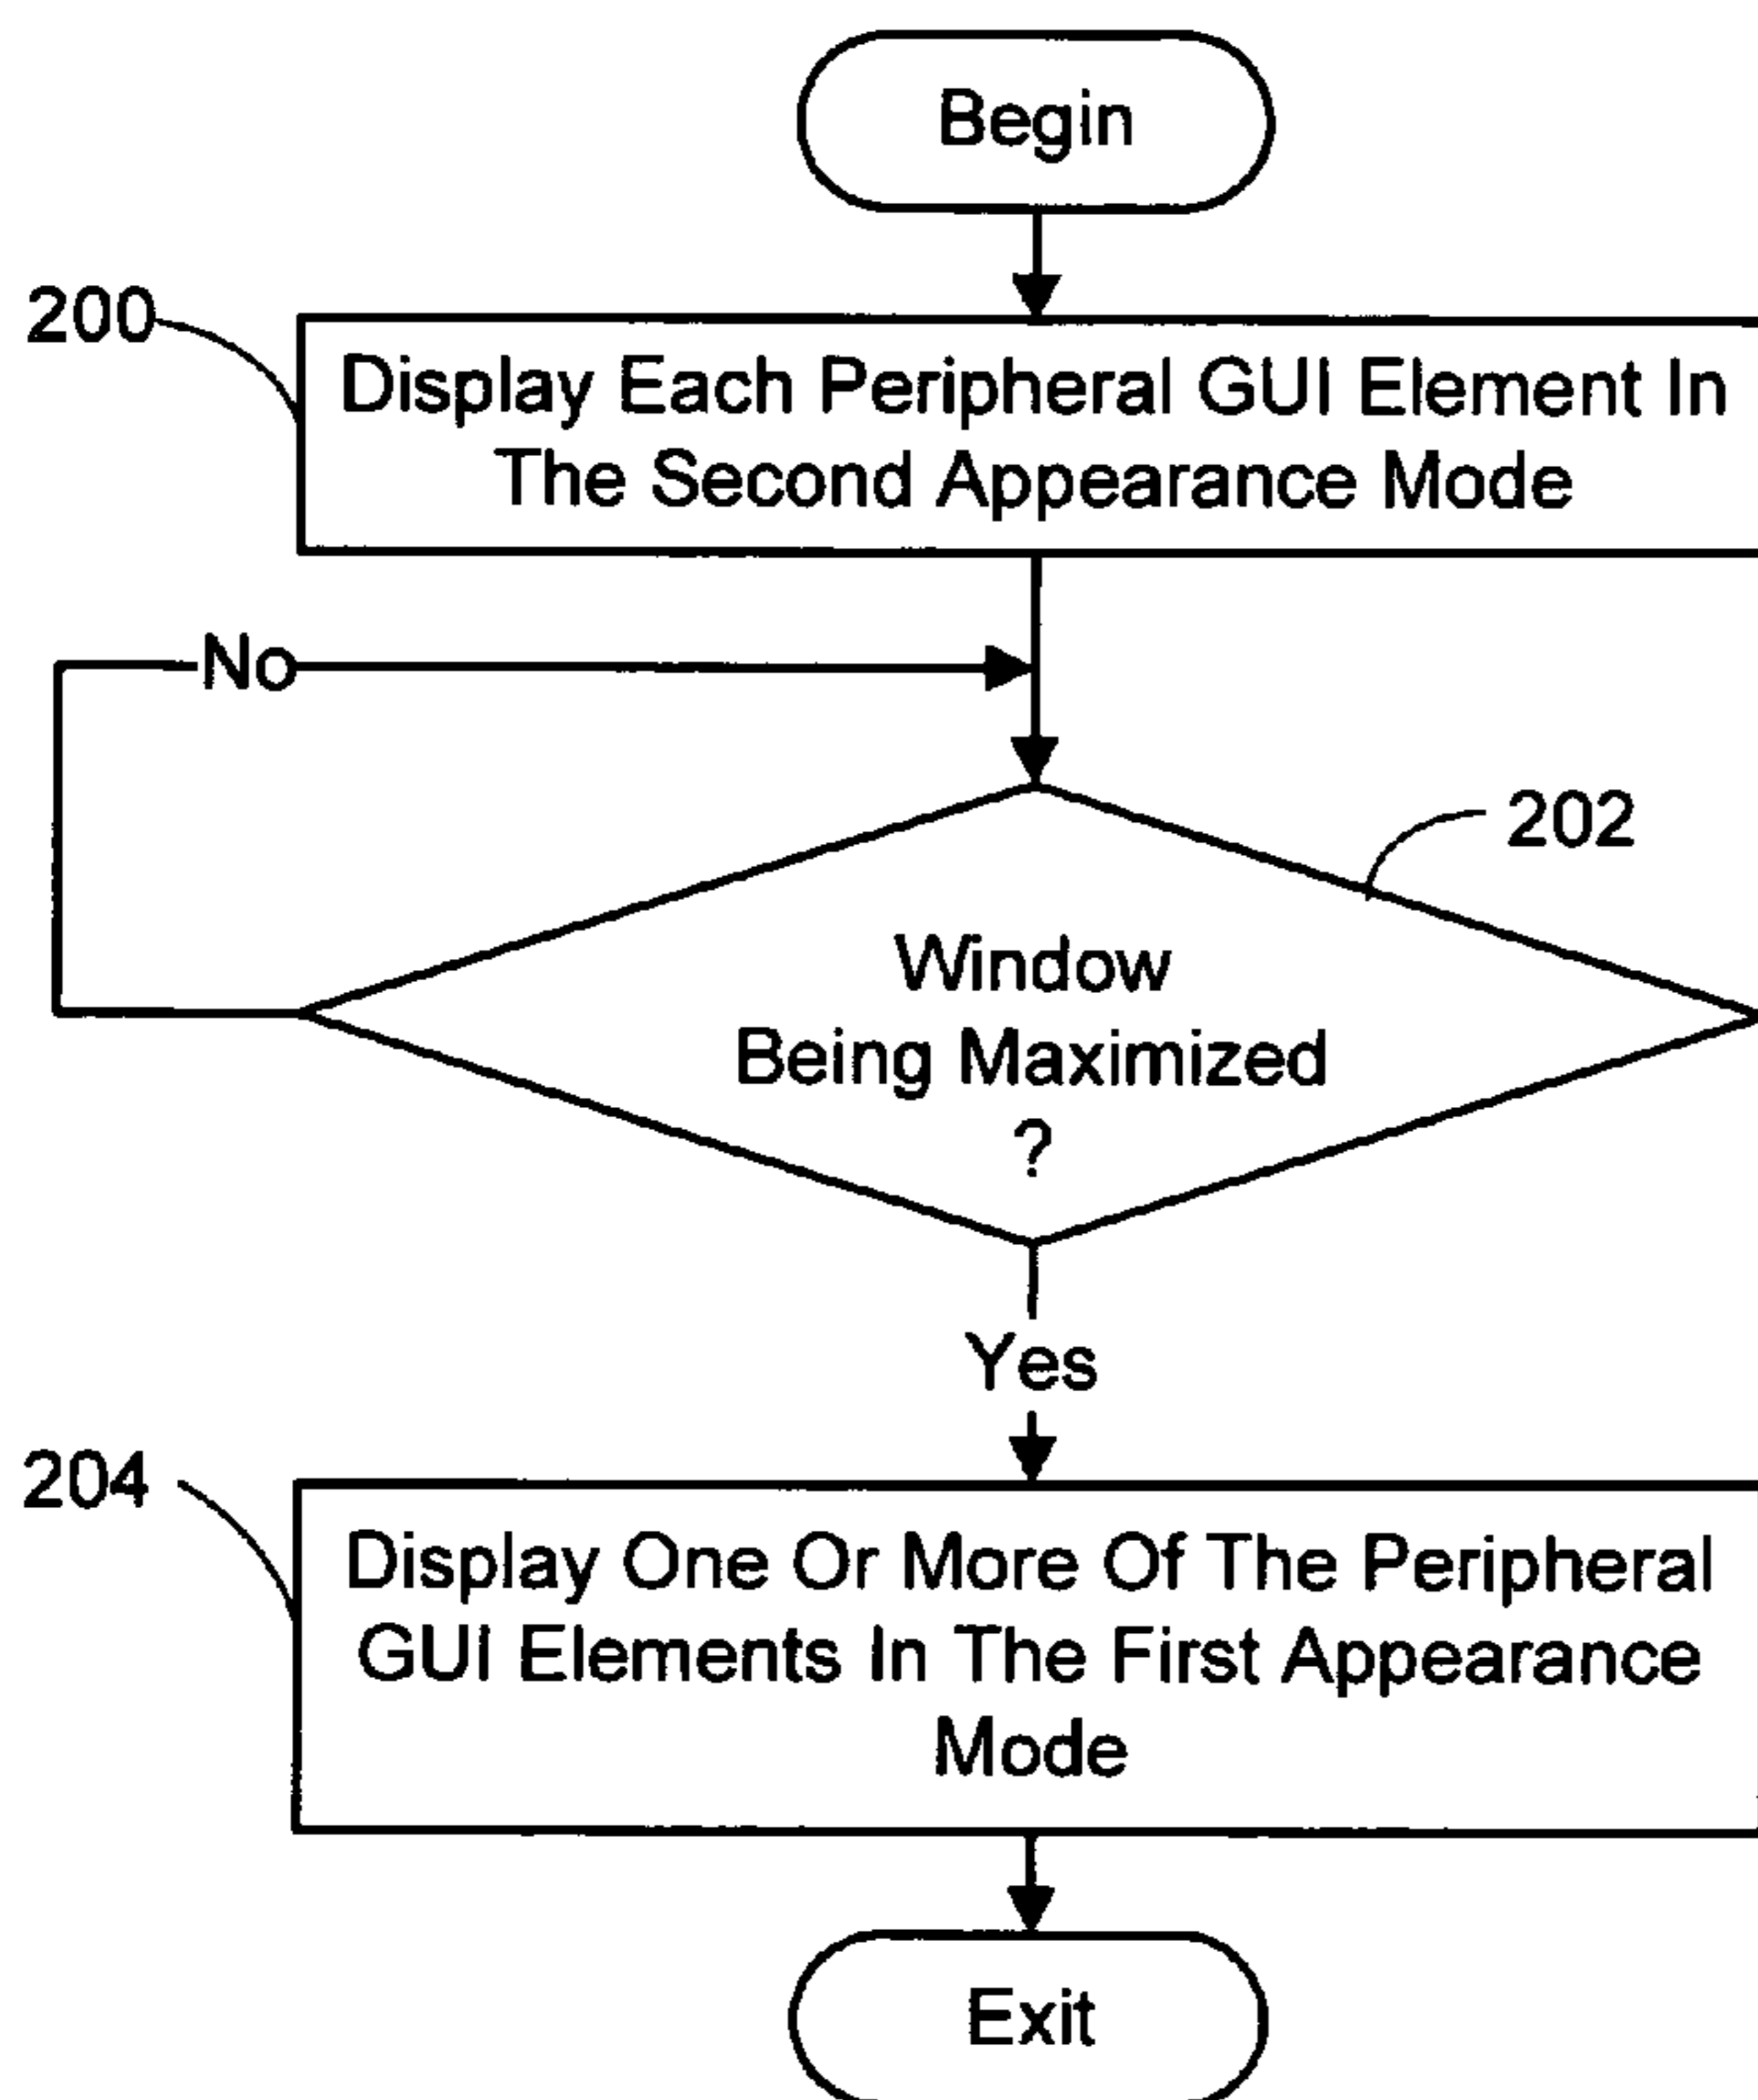 Begin
200
Display Each Peripheral GUI Element In
The Second Appearance Mode
No
202
Window
Being Maximized
?
Yes
204
Display One Or More Of The Peripheral
GUI Elements In The First Appearance
Mode
Exit